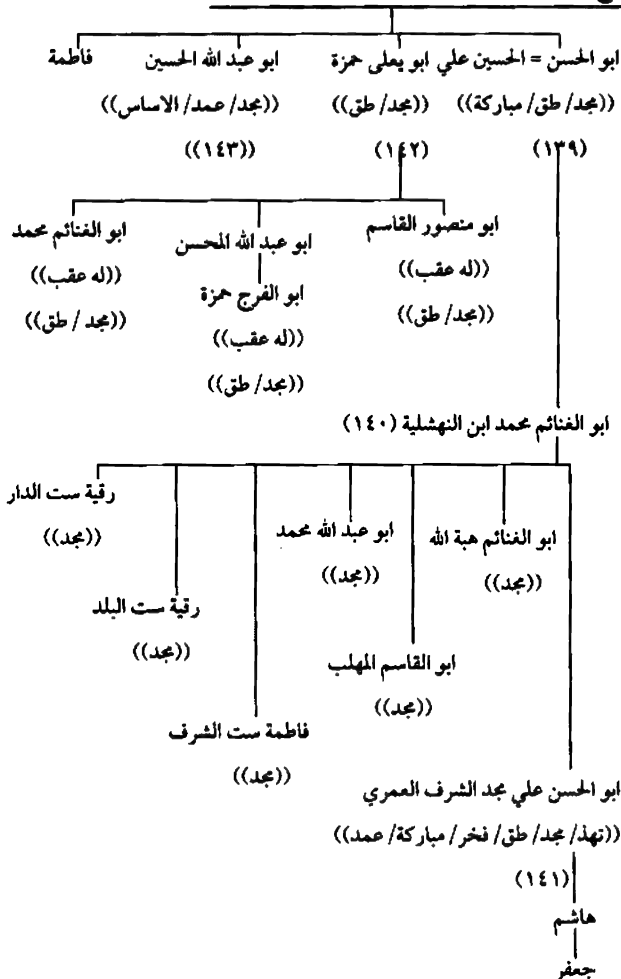 ابو الحسن = الحسين علي ابو يعلى حمزة ابو عبد الله الحسين فاطمة
((مجد/ طق/ مباركة)) ((مجد/ طق)) ((مجد/ عمد/ الاساس))
(١٣٩) (١٤٢) ((١٤٣))
ابو منصور القاسم ابو عبد الله المحسن ابو الغنائم محمد
((له عقب)) ابو الفرج حمزة ((له عقب))
((مجد/ طق)) ((له عقب)) ((مجد / طق))
((مجد/ طق))
ابو الغنائم محمد ابن النهشلية (١٤٠)
ابو الغنائم هبة الله ابو عبد الله محمد رقية ست الدار
((مجد)) ((مجد)) ((مجد))
رقية ست البلد
((مجد))
ابو القاسم المهلب
((مجد))
فاطمة ست الشرف
((مجد))
ابو الحسن علي مجد الشرف العمري
((تهذ/ مجد/ طق/ فخر/ مباركة/ عمد))
(١٤١)
هاشم
جعفر